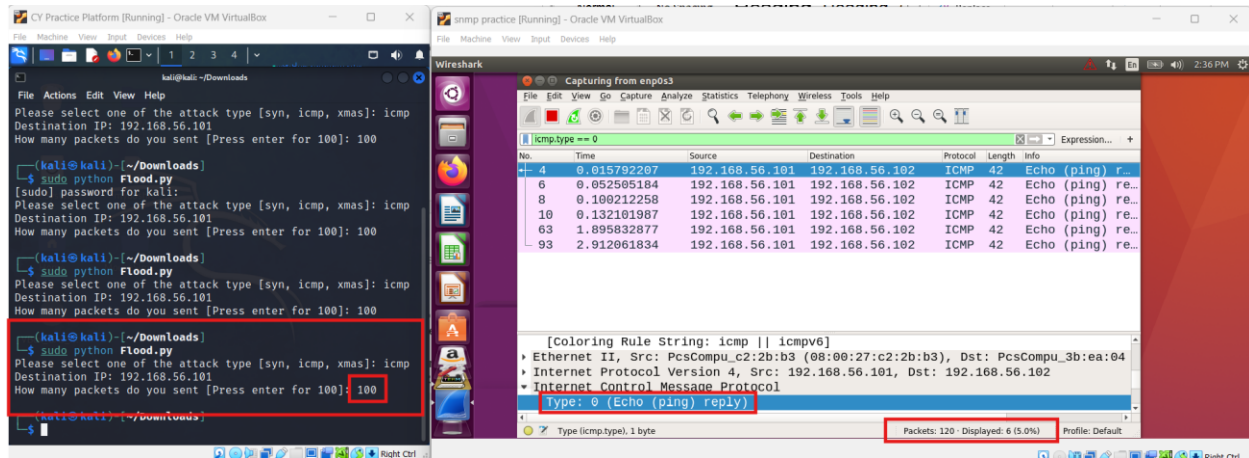 CY Practice Platform [Running] - Oracle VM VirtualBox
File Machine View Input Devices Help
1 2 3 4
kali@kali: ~/Downloads
File Actions Edit View Help
Please select one of the attack type [syn, icmp, xmas]: icmp
Destination IP: 192.168.56.101
How many packets do you sent [Press enter for 100]: 100
(kali㉿kali)-[~/Downloads]
$ sudo python Flood.py
[sudo] password for kali:
Please select one of the attack type [syn, icmp, xmas]: icmp
Destination IP: 192.168.56.101
How many packets do you sent [Press enter for 100]: 100
(kali㉿kali)-[~/Downloads]
$ sudo python Flood.py
Please select one of the attack type [syn, icmp, xmas]: icmp
Destination IP: 192.168.56.101
How many packets do you sent [Press enter for 100]: 100
(kali㉿kali)-[~/Downloads]
$ sudo python Flood.py
Please select one of the attack type [syn, icmp, xmas]: icmp
Destination IP: 192.168.56.101
How many packets do you sent [Press enter for 100]: 100
(kali㉿kali)-[~/Downloads]
$
Right Ctrl
snmp practice [Running] - Oracle VM VirtualBox
File Machine View Input Devices Help
Wireshark
En 2:36 PM
Capturing from enp0s3
File Edit View Go Capture Analyze Statistics Telephony Wireless Tools Help
icmp.type == 0
Expression... +
No. Time Source Destination Protocol Length Info
4 0.015792207 192.168.56.101 192.168.56.102 ICMP 42 Echo (ping) r...
6 0.052505184 192.168.56.101 192.168.56.102 ICMP 42 Echo (ping) re...
8 0.100212258 192.168.56.101 192.168.56.102 ICMP 42 Echo (ping) re...
10 0.132101987 192.168.56.101 192.168.56.102 ICMP 42 Echo (ping) re...
63 1.895832877 192.168.56.101 192.168.56.102 ICMP 42 Echo (ping) re...
93 2.912061834 192.168.56.101 192.168.56.102 ICMP 42 Echo (ping) re...
[Coloring Rule String: icmp || icmpv6]
Ethernet II, Src: PcsCompu_c2:2b:b3 (08:00:27:c2:2b:b3), Dst: PcsCompu_3b:ea:04
Internet Protocol Version 4, Src: 192.168.56.101, Dst: 192.168.56.102
Internet Control Message Protocol
Type: 0 (Echo (ping) reply)
Type (icmp.type), 1 byte
Packets: 120 · Displayed: 6 (5.0%)
Profile: Default
Right Ctrl